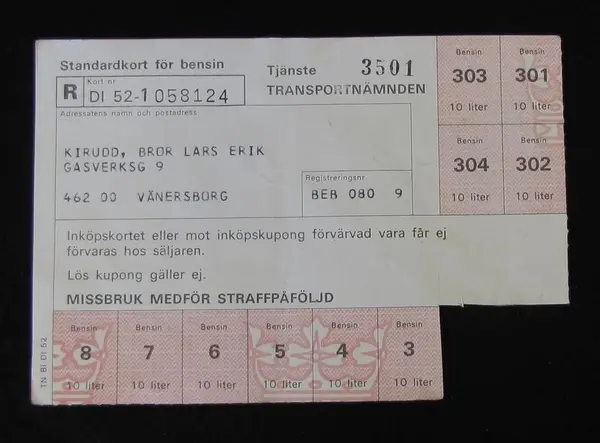 Standardkort för bensin
Tjänste 3501
R
Kort nr
DI 52-1 058124
TRANSPORTNÄMNDEN
Adressatens namn och postadress
KIRUDD, BROR LARS ERIK
GASVERKSG 9
462 00 VÄNERSBORG
Registreringsnr
BEB 080 9
Inköpskortet eller mot inköpskupong förvärvad vara får ej
förvaras hos säljaren.
Lös kupong gäller ej.
MISSBRUK MEDFÖR STRAFFPÅFÖLJD
Bensin
303
10 liter
Bensin
301
10 liter
Bensin
304
10 liter
Bensin
302
10 liter
TN BI DI 52
Bensin
8
10 liter
Bensin
7
10 liter
Bensin
6
10 liter
Bensin
5
10 liter
Bensin
4
10 liter
Bensin
3
10 liter